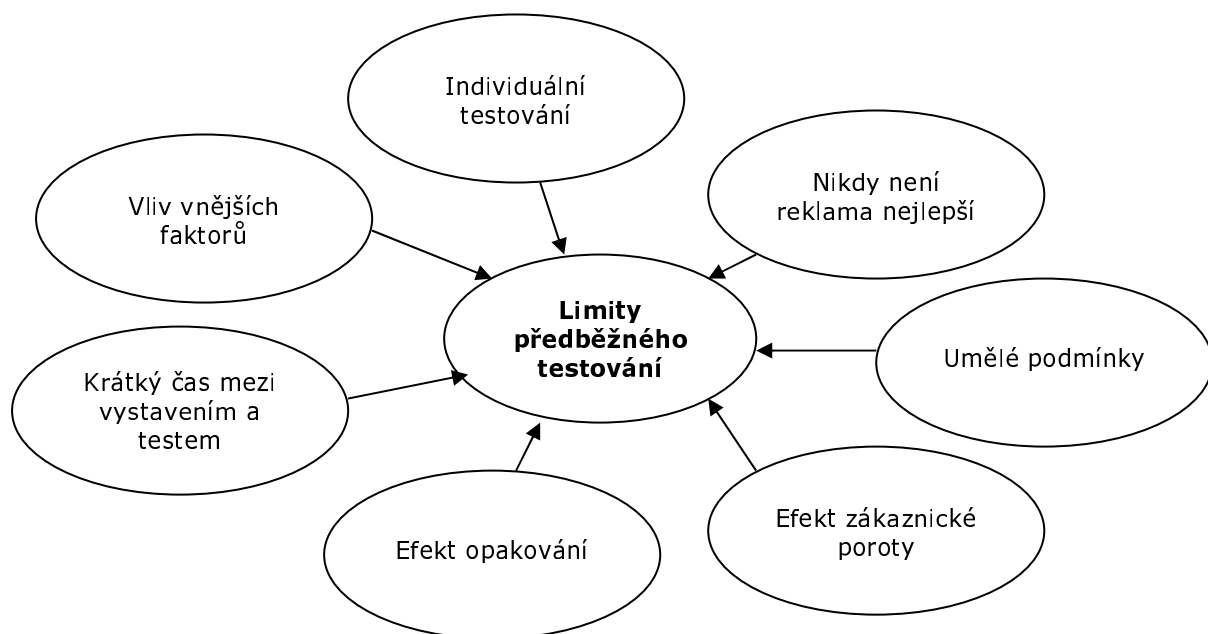 Individuální
testování
Nikdy není
reklama nejlepší
Vliv vnějších
faktorů
Limity
předběžného
testování
Umělé podmínky
Krátký čas mezi
vystavením a
testem
Efekt zákaznické
poroty
Efekt opakování